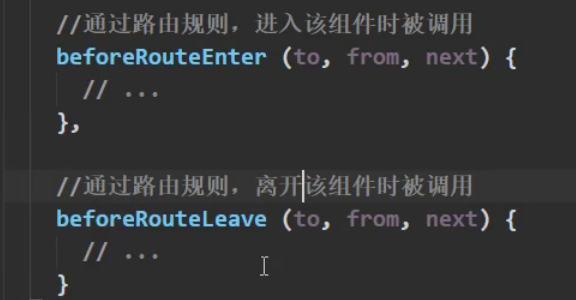 //通过路由规则，进入该组件时被调用
beforeRouteEnter (to, from, next) {
// ...
},
//通过路由规则，离开该组件时被调用
beforeRouteLeave (to, from, next) {
// ...
}